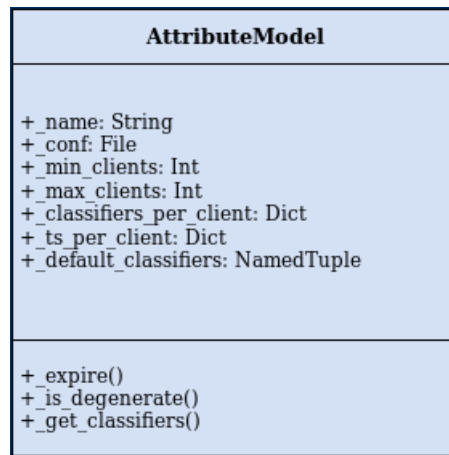 AttributeModel
+_name: String
+_conf: File
+_min_clients: Int
+_max_clients: Int
+_classifiers_per_client: Dict
+_ts_per_client: Dict
+_default_classifiers: NamedTuple
+_expire()
+_is_degenerate()
+_get_classifiers()